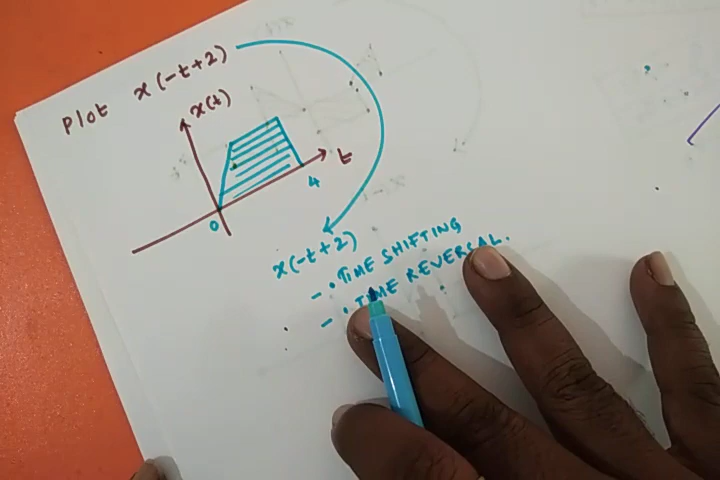 Plot x(-t+2)
x(t)
t
4
0
x(-t+2)
- . TIME SHIFTING
- . TIME REVERSAL.